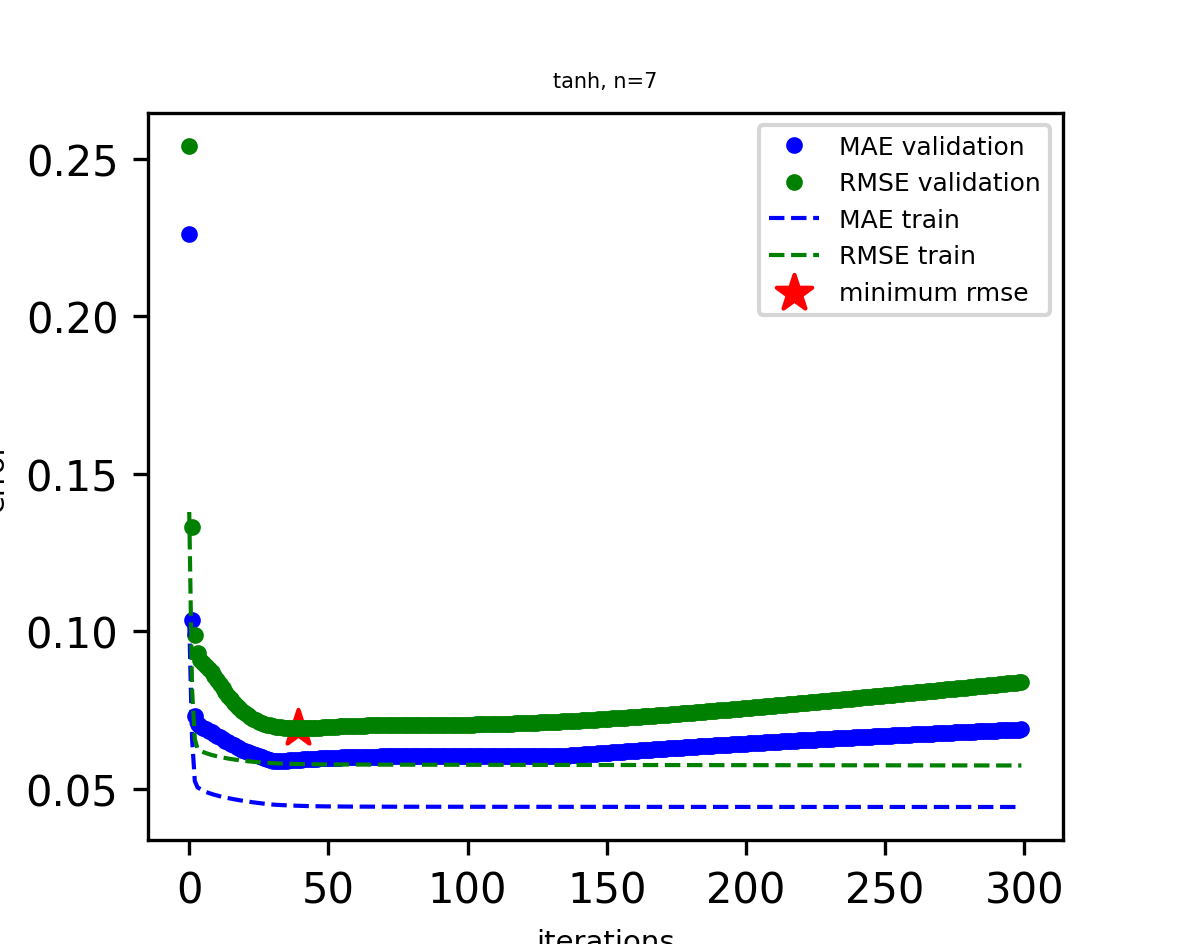 tanh, n=7
0.25
0.20
0.15
0.10
0.05
MAE validation
RMSE validation
MAE train
RMSE train
minimum rmse
0 50 100 150 200 250 300
iterations